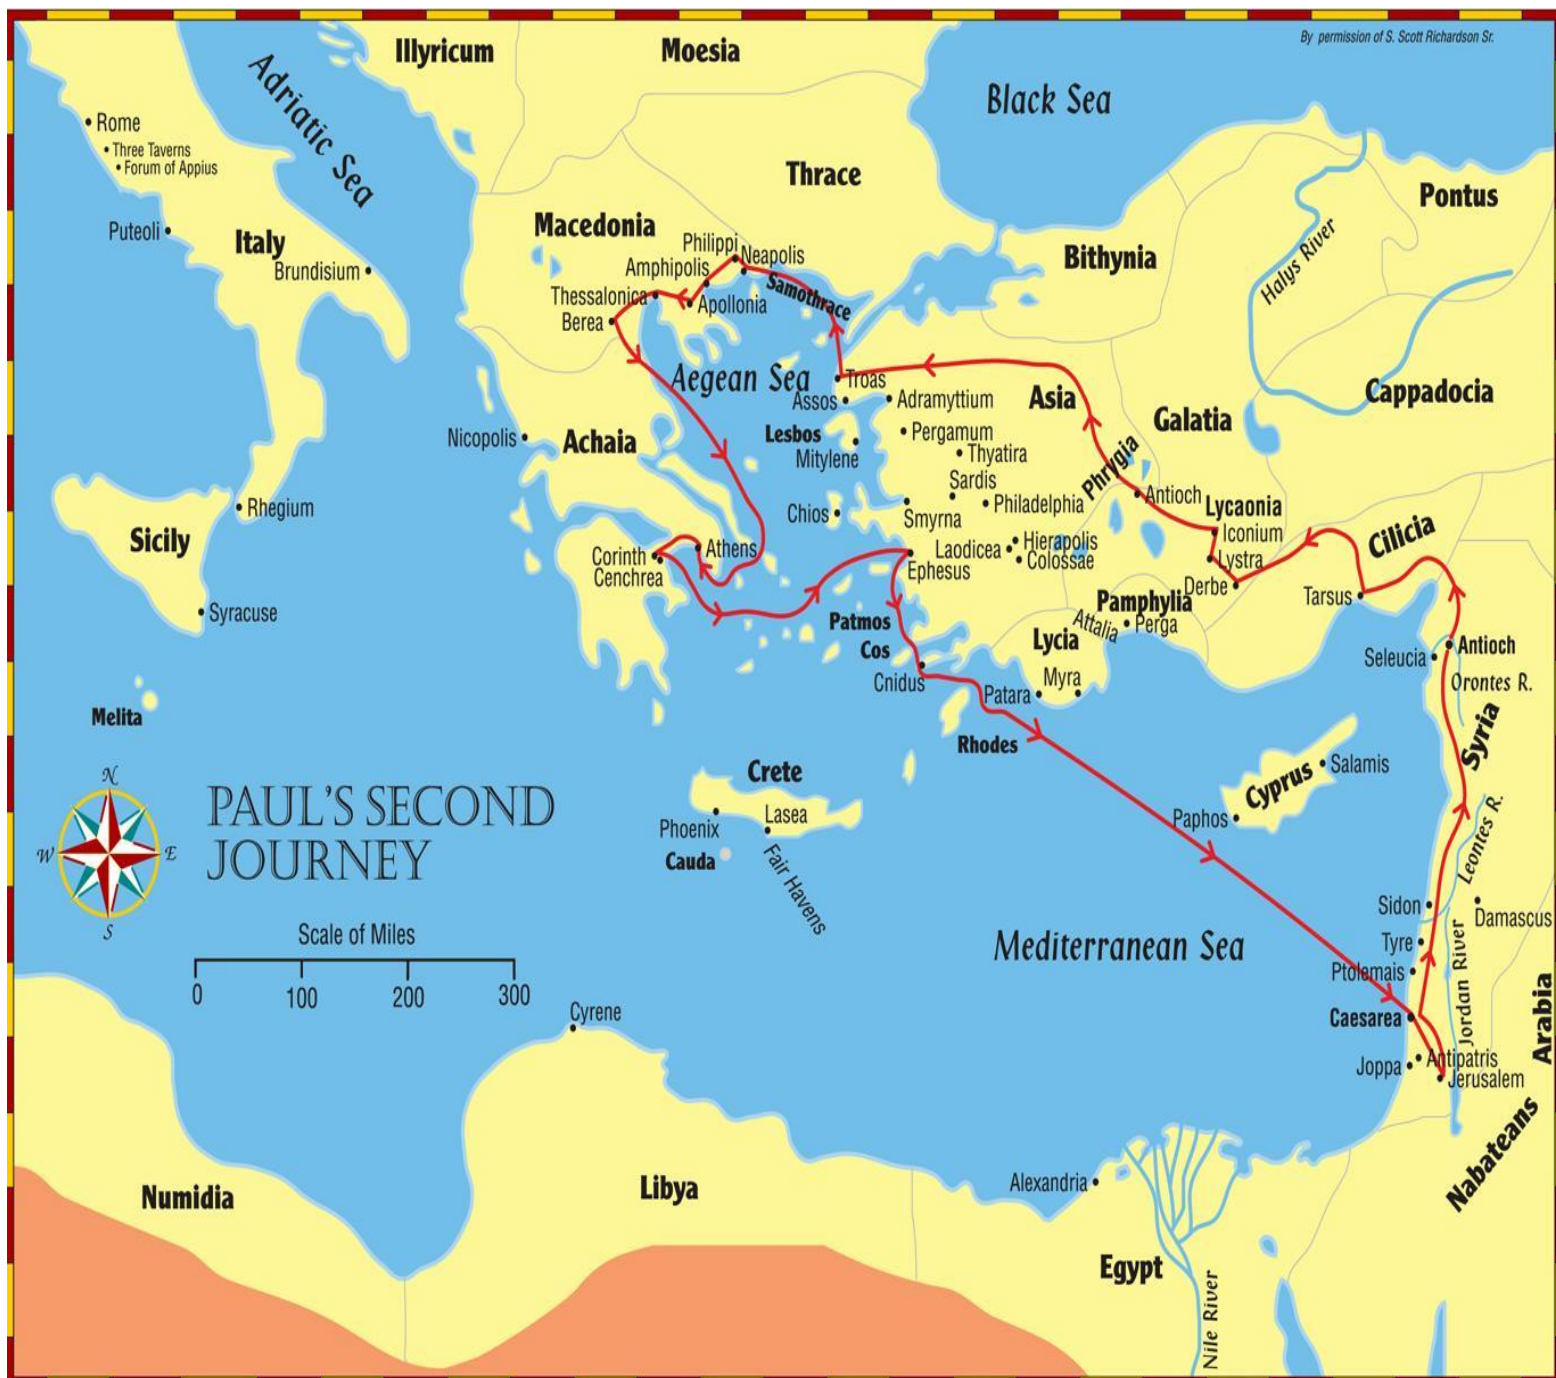 By permission of S. Scott Richardson Sr.
Illyricum
Moesia
Adriatic Sea
Black Sea
Rome
Three Taverns
Forum of Appius
Thrace
Pontus
Puteoli
Italy
Brundisium
Macedonia
Philippi
Neapolis
Amphipolis
Samothrace
Thessalonica
Apollonia
Berea
Bithynia
Halys River
Aegean Sea
Troas
Assos
Adramyttium
Asia
Galatia
Cappadocia
Nicopolis
Achaia
Lesbos
Mitylene
Pergamum
Thyatira
Sardis
Philadelphia
Phrygia
Antioch
Lycaonia
Iconium
Lystra
Derbe
Cilicia
Tarsus
Rhegium
Sicily
Syracuse
Chios
Smyrna
Laodicea
Hierapolis
Colossae
Corinth
Cenchrea
Athens
Ephesus
Pamphylia
Attalia
Perga
Patmos
Cos
Cnidus
Lycia
Myra
Patara
Rhodes
Seleucia
Antioch
Orontes R.
Syria
Melita
Crete
Phoenix
Lasea
Cauda
Fair Havens
Cyprus
Salamis
Paphos
Leontes R.
N
W
E
S
PAUL'S SECOND
JOURNEY
Scale of Miles
0 100 200 300
Mediterranean Sea
Sidon
Damascus
Tyre
Ptolemais
Jordan River
Caesarea
Arabia
Joppa
Antipatris
Jerusalem
Nabateans
Cyrene
Numidia
Libya
Alexandria
Egypt
Nile River